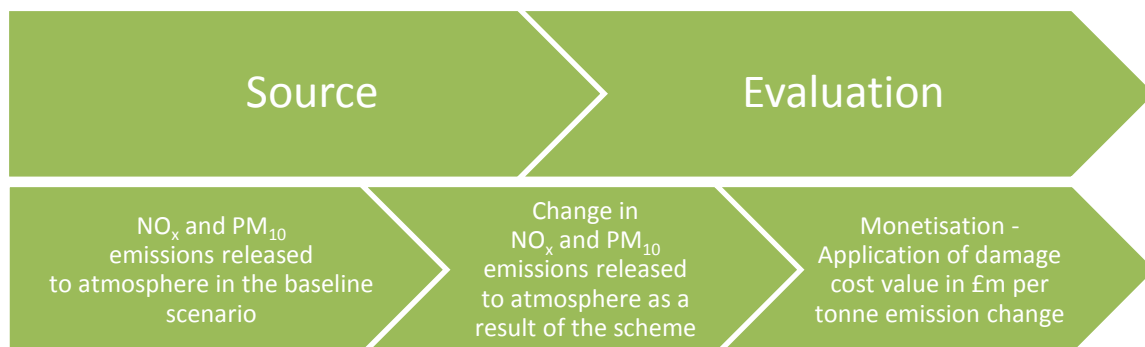 Source
Evaluation
NOₓ and PM₁₀
emissions released
to atmosphere in the baseline
scenario
Change in
NOₓ and PM₁₀
emissions released
to atmosphere as a
result of the scheme
Monetisation -
Application of damage
cost value in £m per
tonne emission change